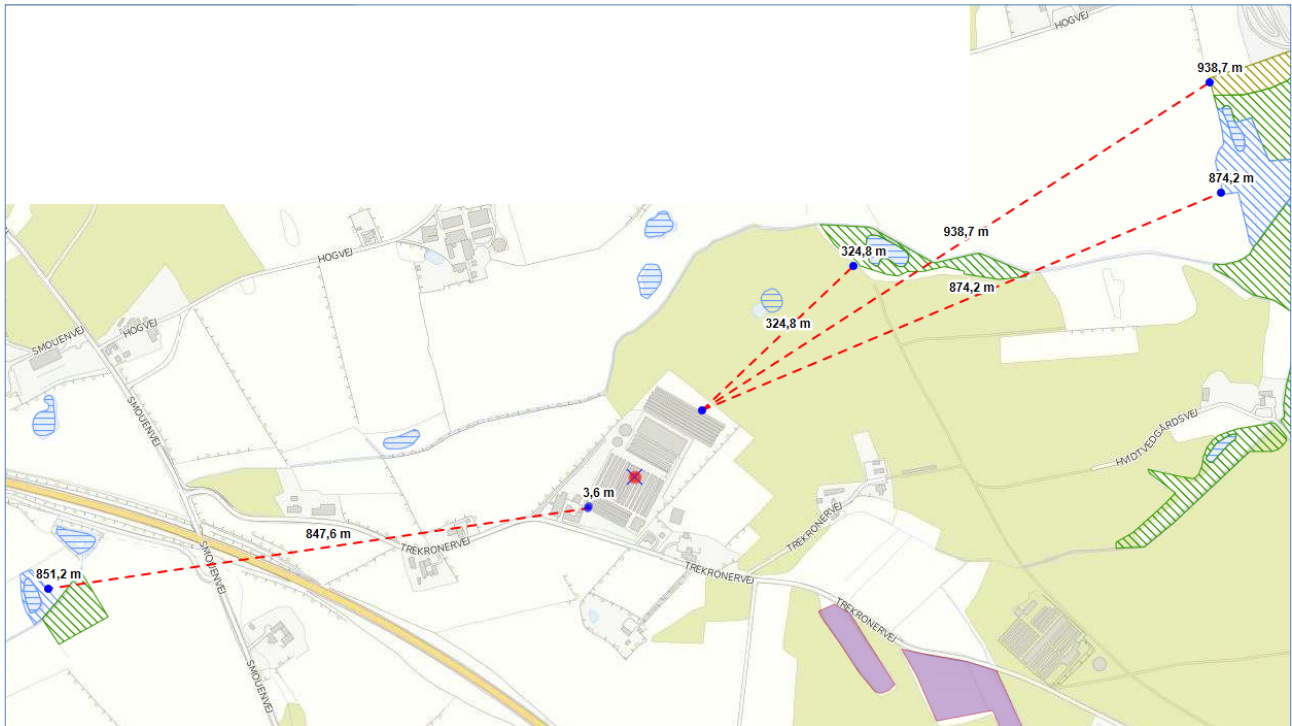 HOGVEJ
938,7 m
874,2 m
938,7 m
324,8 m
HOGVEJ
874,2 m
324,8 m
HOGVEJ
SMOUENVEJ
SMOUENVEJ
HVIDTVEDGÅRDSVEJ
3,6 m
847,6 m
TREKRONERVEJ
TREKRONERVEJ
SMOUENVEJ
851,2 m
TREKRONERVEJ
TREKRONERVEJ
SMOUENVEJ